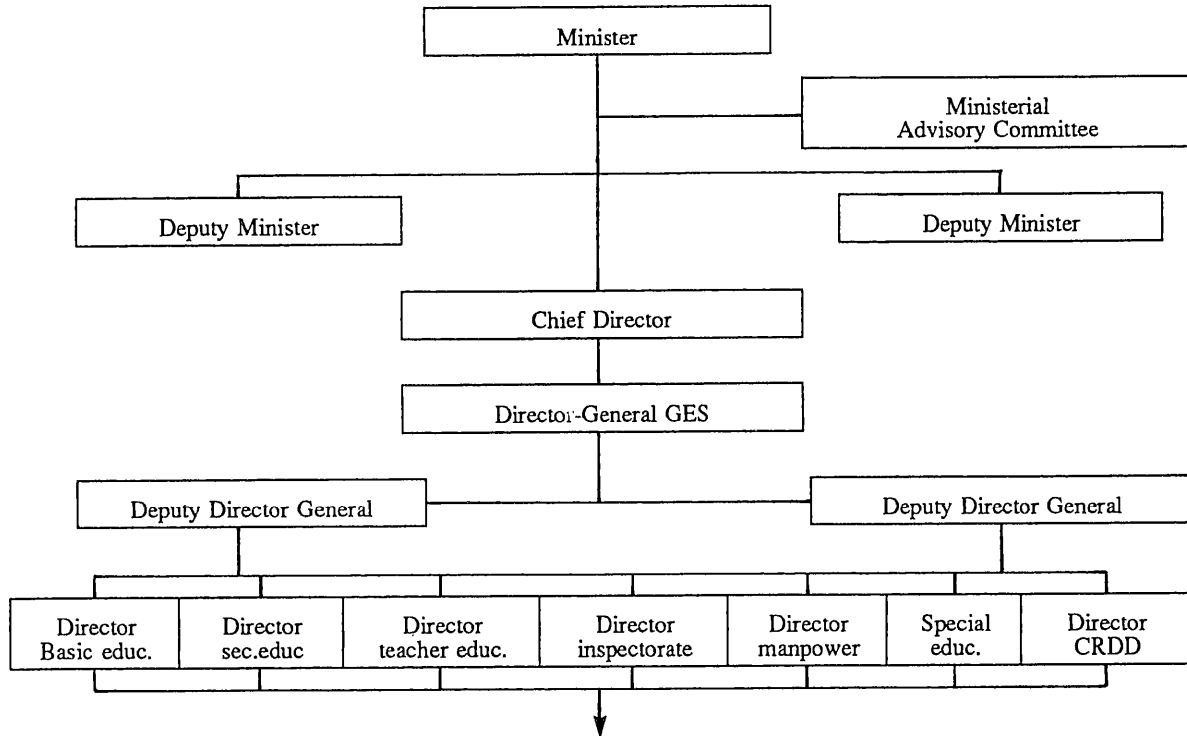 Minister
Ministerial
Advisory Committee
Deputy Minister
Deputy Minister
Chief Director
Director-General GES
Deputy Director General
Deputy Director General
Director
Basic educ.
Director
sec.educ
Director
teacher educ.
Director
inspectorate
Director
manpower
Special
educ.
Director
CRDD